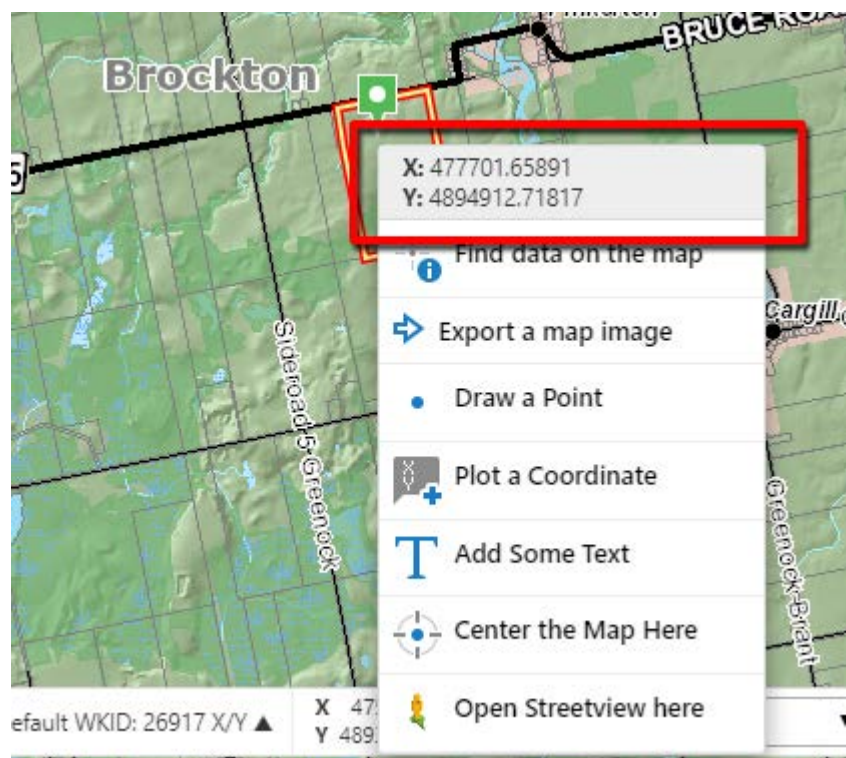 Pinkerton
BRUCE ROA
Brockton
X: 477701.65891
Y: 4894912.71817
Find data on the map
Cargill
Export a map image
Sideroad 5 Greenock
Draw a Point
Plot a Coordinate
Greenock-Brant
Add Some Text
Center the Map Here
Open Streetview here
efault WKID: 26917 X/Y ▲
X 47
Y 489